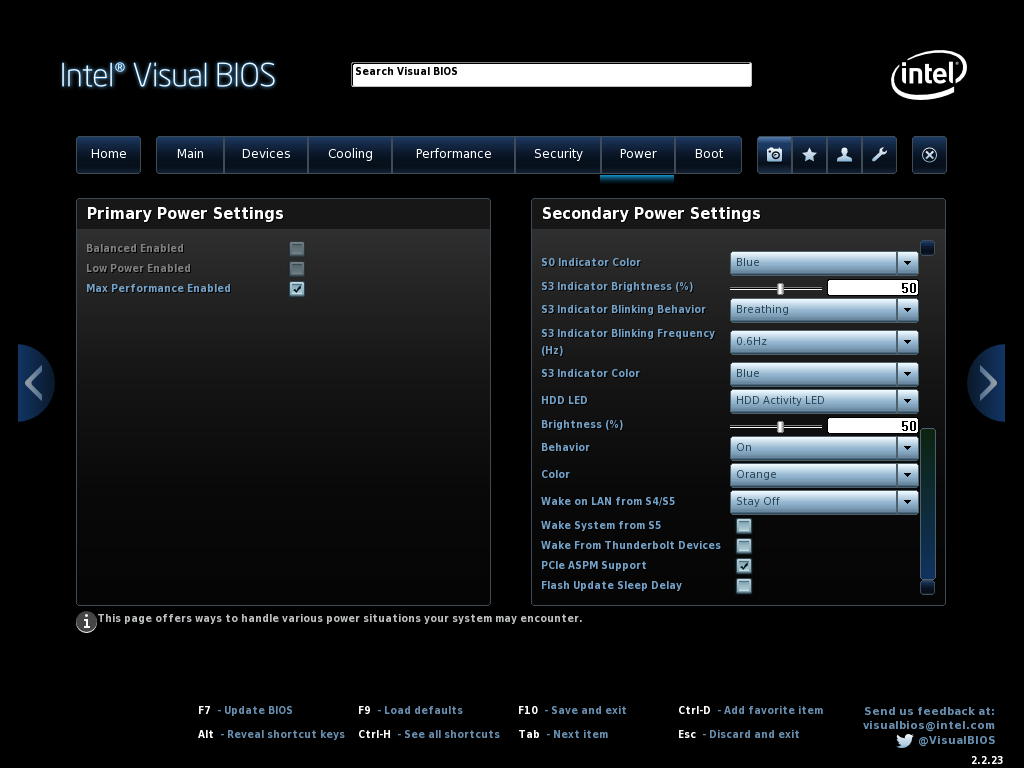 Intel® Visual BIOS
Search Visual BIOS
intel®
Home Main Devices Cooling Performance Security Power Boot
Primary Power Settings
Balanced Enabled
Low Power Enabled
Max Performance Enabled
Secondary Power Settings
S0 Indicator Color Blue
S3 Indicator Brightness (%) 50
S3 Indicator Blinking Behavior Breathing
S3 Indicator Blinking Frequency
(Hz) 0.6Hz
S3 Indicator Color Blue
HDD LED HDD Activity LED
Brightness (%) 50
Behavior On
Color Orange
Wake on LAN from S4/S5 Stay Off
Wake System from S5
Wake From Thunderbolt Devices
PCIe ASPM Support
Flash Update Sleep Delay
This page offers ways to handle various power situations your system may encounter.
F7 - Update BIOS F9 - Load defaults F10 - Save and exit Ctrl-D - Add favorite item
Alt - Reveal shortcut keys Ctrl-H - See all shortcuts Tab - Next item Esc - Discard and exit
Send us feedback at:
visualbios@intel.com
@VisualBIOS
2.2.23